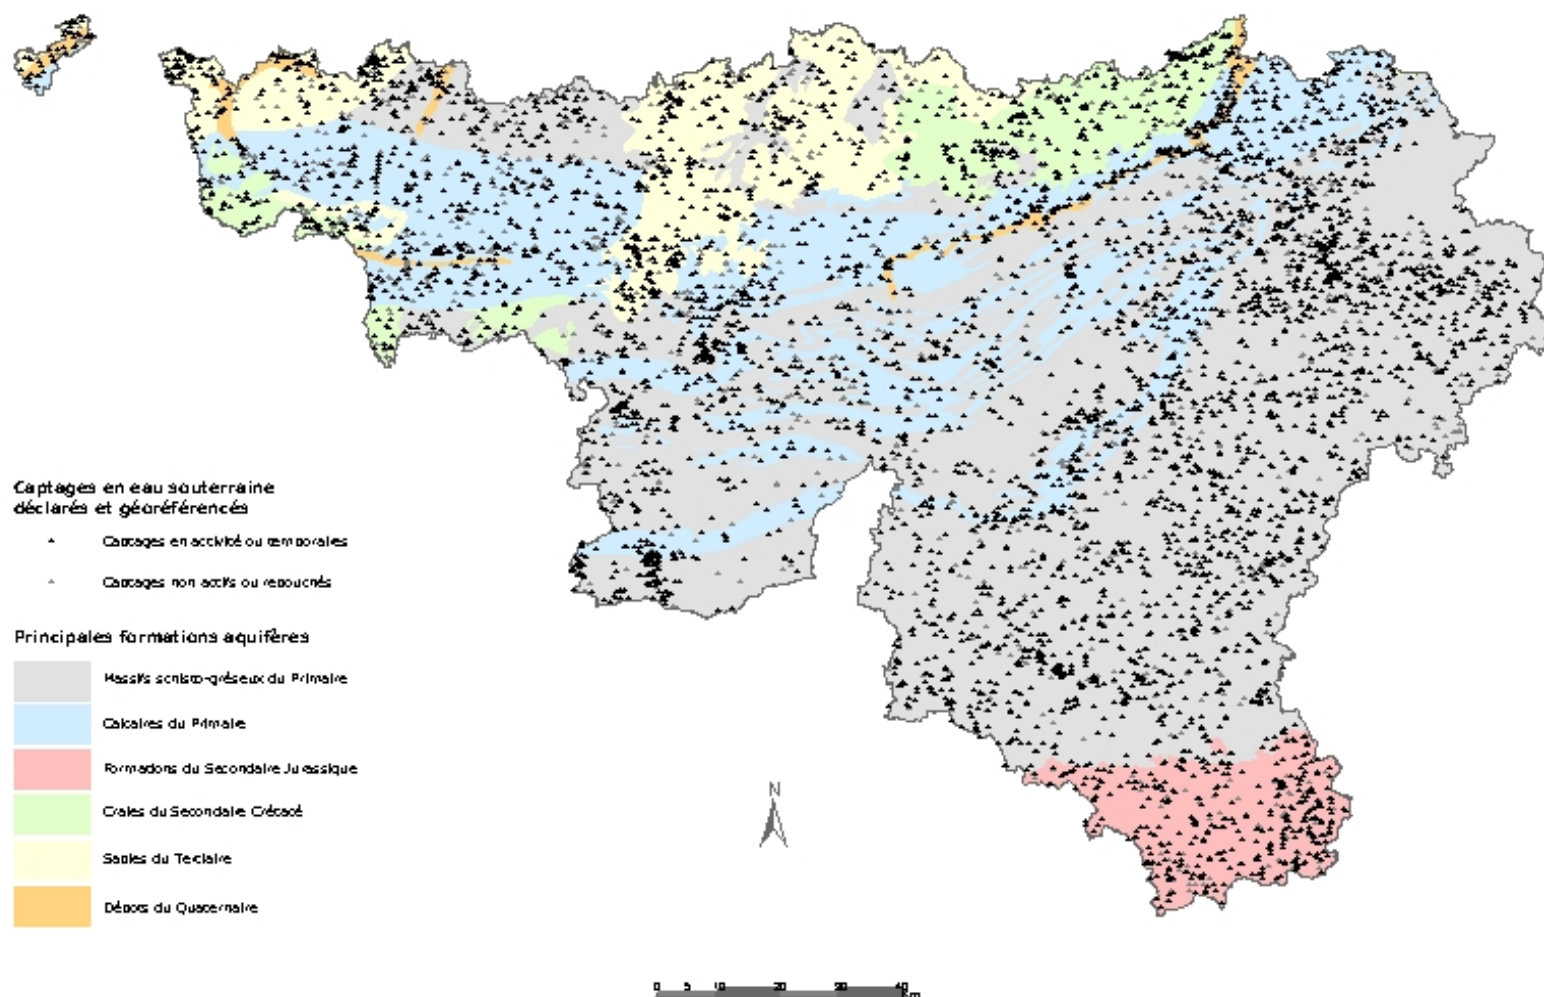 Captages en eau souterraine
déclarés et géoréférencés
Captages en activité ou temporaires
Captages non actifs ou rebouchés
Principales formations aquifères
Massifs schisto-gréseux du Primaire
Calcaires du Primaire
Formations du Secondaire Jurassique
Craies du Secondaire Crétacé
Sables du Tertiaire
Dépôts du Quaternaire
N
0 5 10 20 30 40
Km